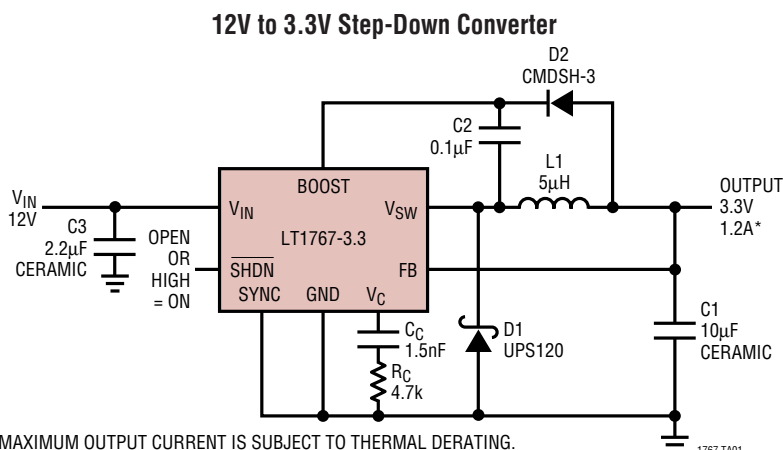 12V to 3.3V Step-Down Converter
D2
CMDSH-3
C2
0.1µF
L1
5µH
BOOST
VIN
12V
VIN
VSW
OUTPUT
3.3V
1.2A*
C3
2.2µF
CERAMIC
OPEN
OR
HIGH
= ON
LT1767-3.3
SHDN
FB
SYNC
GND
VC
CC
1.5nF
RC
4.7k
D1
UPS120
C1
10µF
CERAMIC
MAXIMUM OUTPUT CURRENT IS SUBJECT TO THERMAL DERATING.
1767 TA01